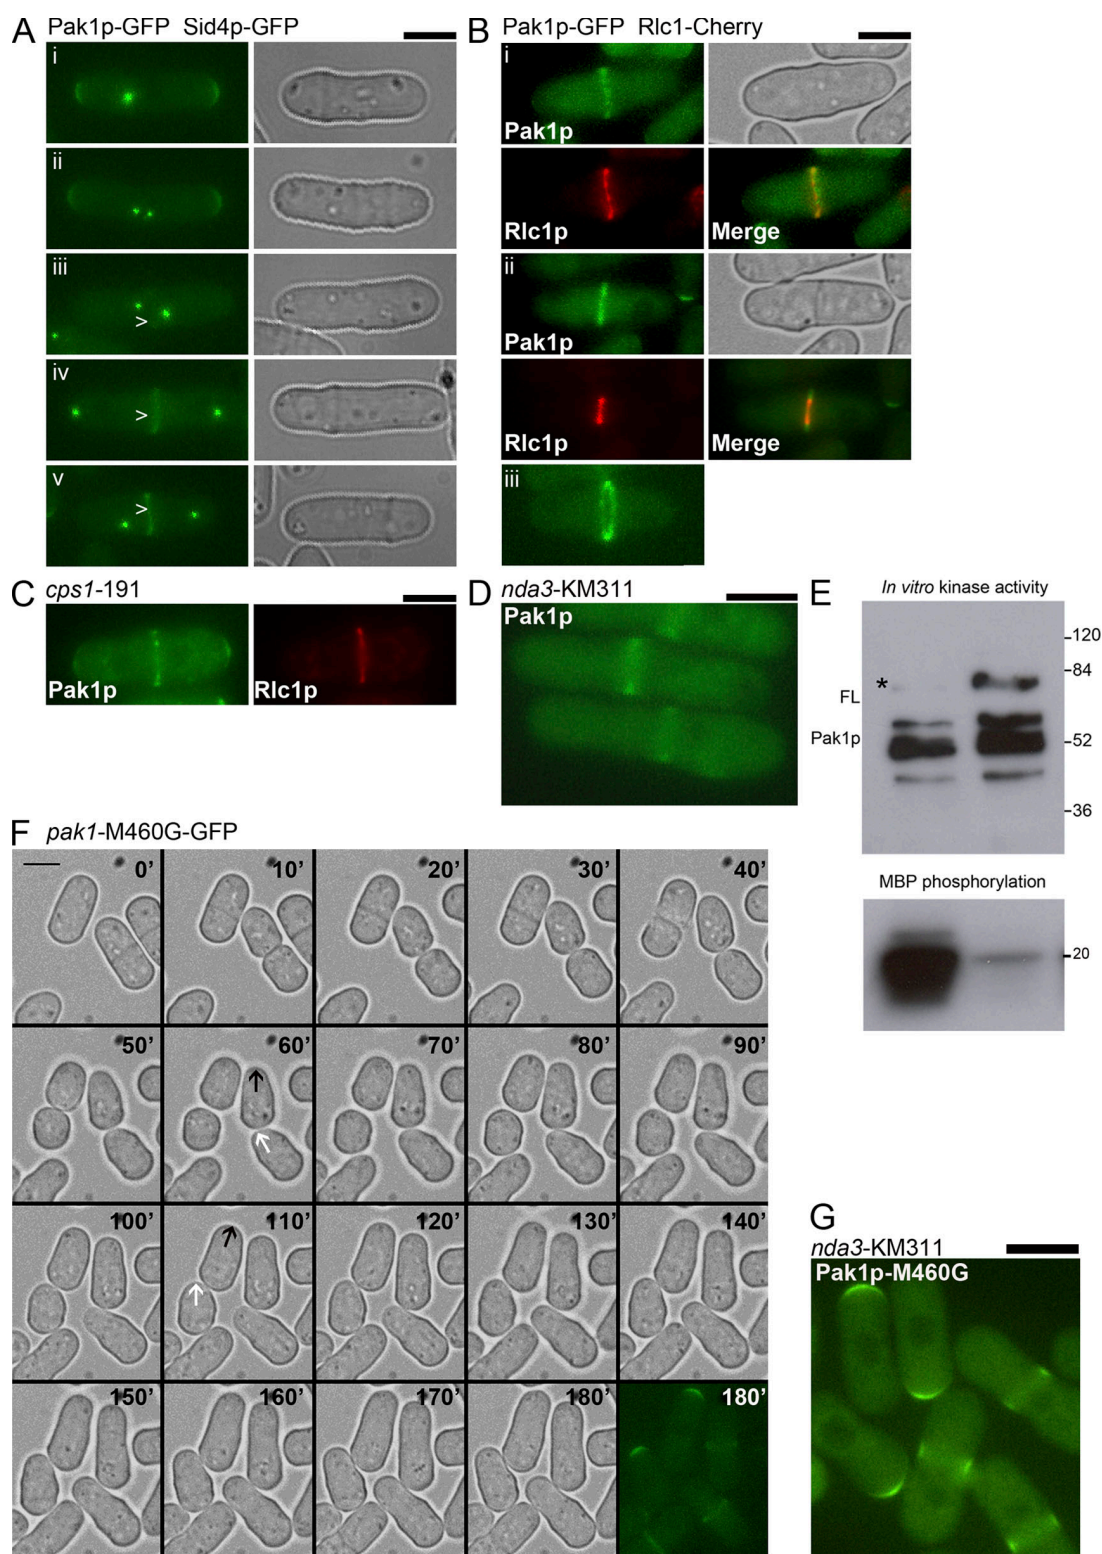 A Pak1p-GFP Sid4p-GFP
i
ii
iii
>
iv
>
v
>
B Pak1p-GFP Rlc1-Cherry
i
Pak1p
Rlc1p
Merge
ii
Pak1p
Rlc1p
Merge
iii
C cps1-191
Pak1p
Rlc1p
D nda3-KM311
Pak1p
E In vitro kinase activity
-120
-84
*
FL
Pak1p
-52
-36
MBP phosphorylation
-20
F pak1-M460G-GFP
0’ 10’ 20’ 30’ 40’
50’ 60’ 70’ 80’ 90’
100’ 110’ 120’ 130’ 140’
150’ 160’ 170’ 180’ 180’
G
nda3-KM311
Pak1p-M460G